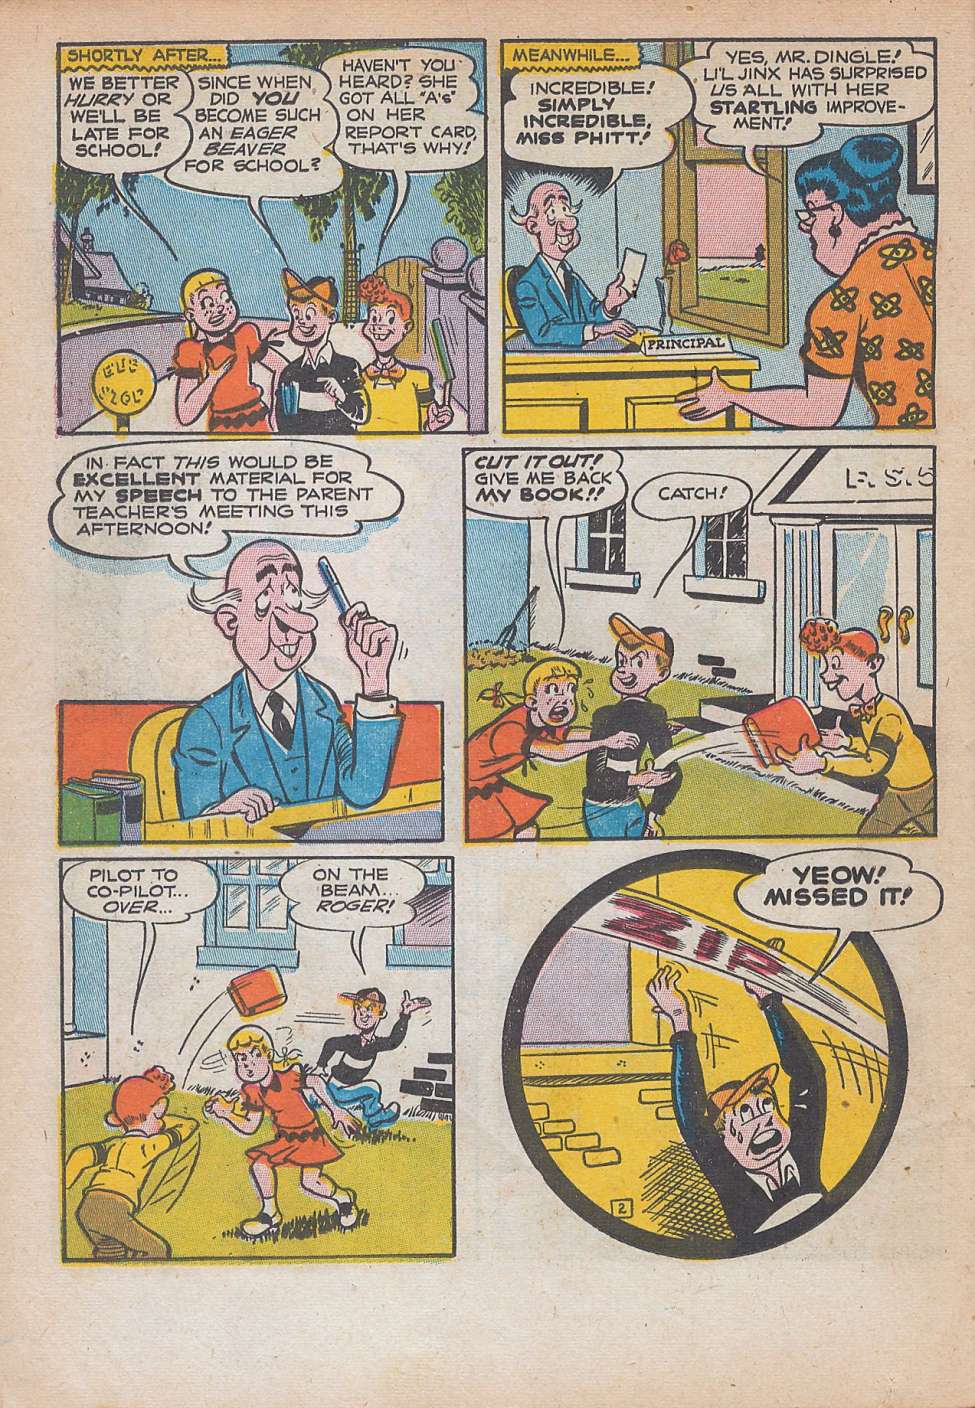 SHORTLY AFTER...
WE BETTER
HURRY OR
WE'LL BE
LATE FOR
SCHOOL!
SINCE WHEN
DID YOU
BECOME SUCH
AN EAGER
BEAVER
FOR SCHOOL?
HAVEN'T YOU
HEARD? SHE
GOT ALL "A's"
ON HER
REPORT CARD,
THAT'S WHY!
MEANWHILE...
INCREDIBLE!
SIMPLY
INCREDIBLE,
MISS PHITT!
YES, MR. DINGLE!
LI'L JINX HAS SURPRISED
US ALL WITH HER
STARTLING IMPROVE-
MENT!
PRINCIPAL
IN FACT THIS WOULD BE
EXCELLENT MATERIAL FOR
MY SPEECH TO THE PARENT
TEACHER'S MEETING THIS
AFTERNOON!
CUT IT OUT!
GIVE ME BACK
MY BOOK!!
CATCH!
PILOT TO
CO-PILOT...
OVER...
ON THE
BEAM...
ROGER!
YEOW!
MISSED IT!
ZIP
2